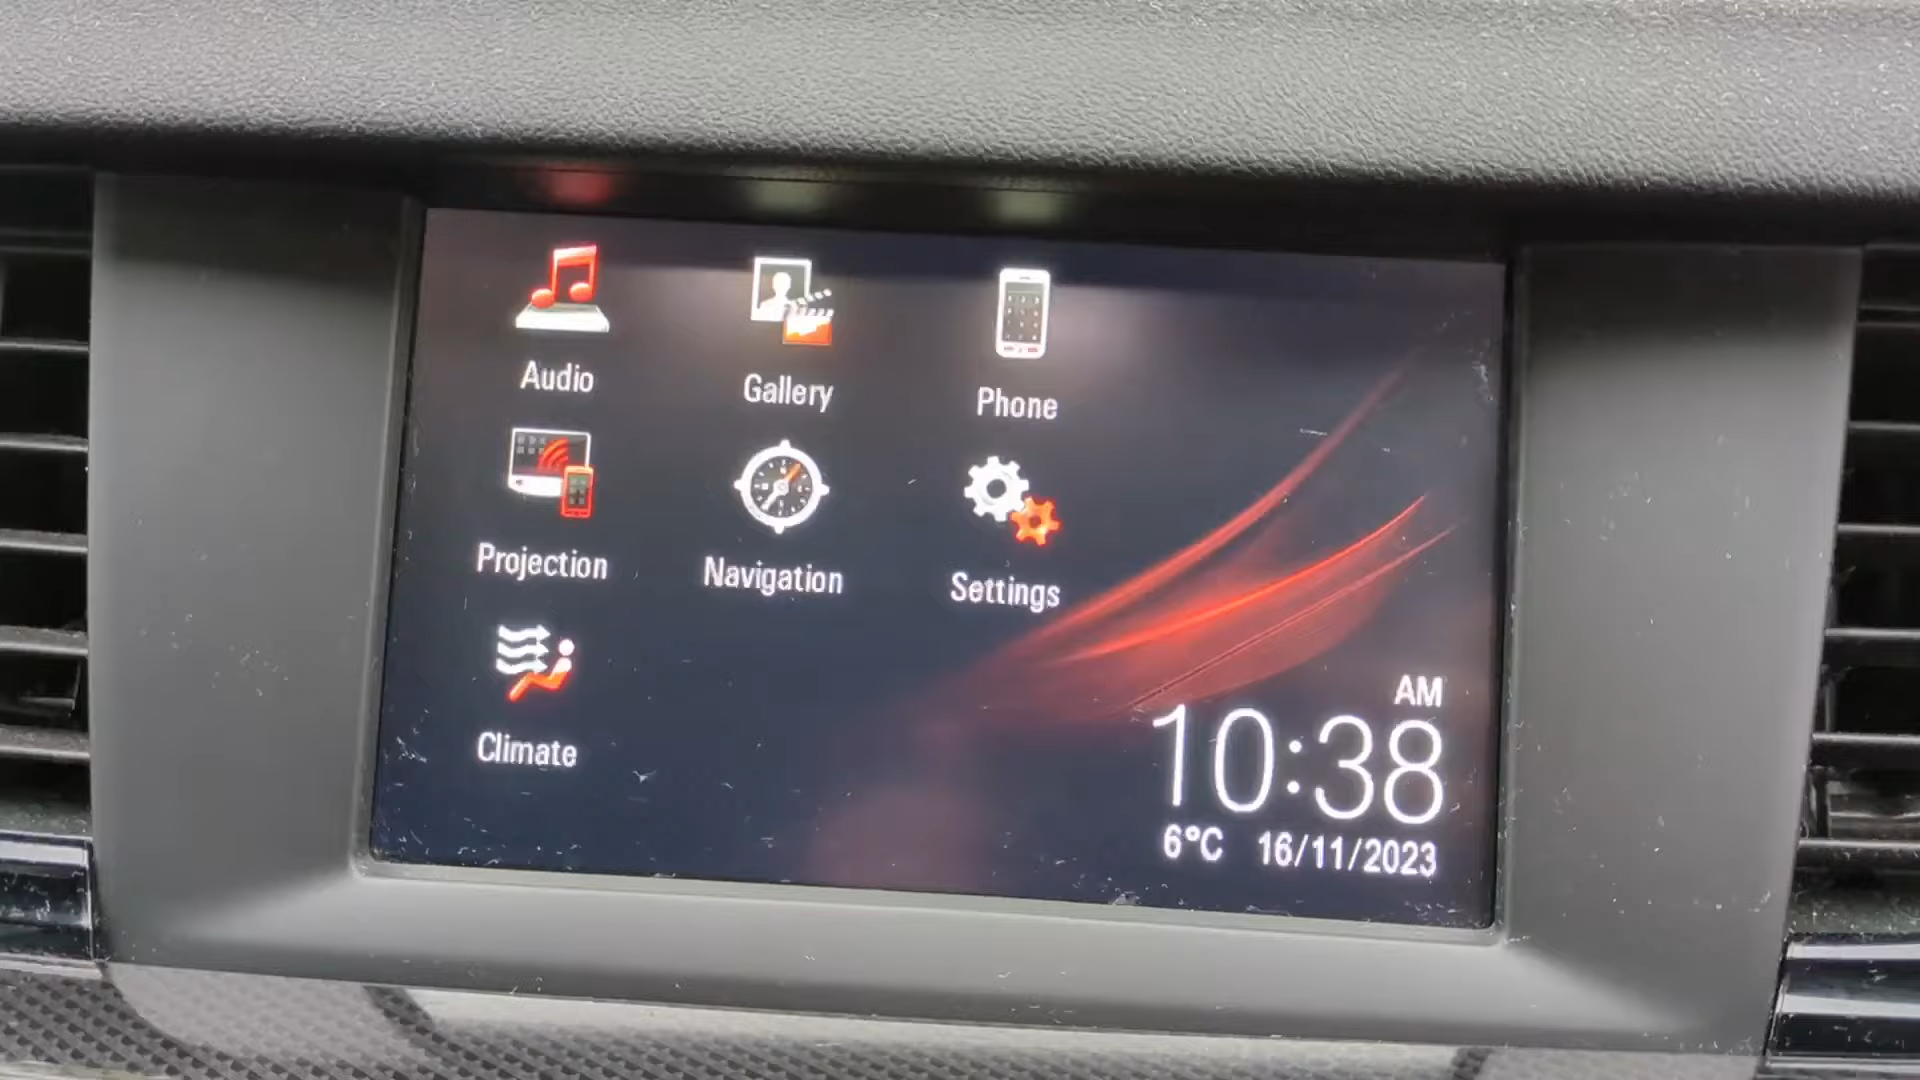 Audio
Gallery
Phone
Projection
Navigation
Settings
Climate
AM
10:38
6°C 16/11/2023